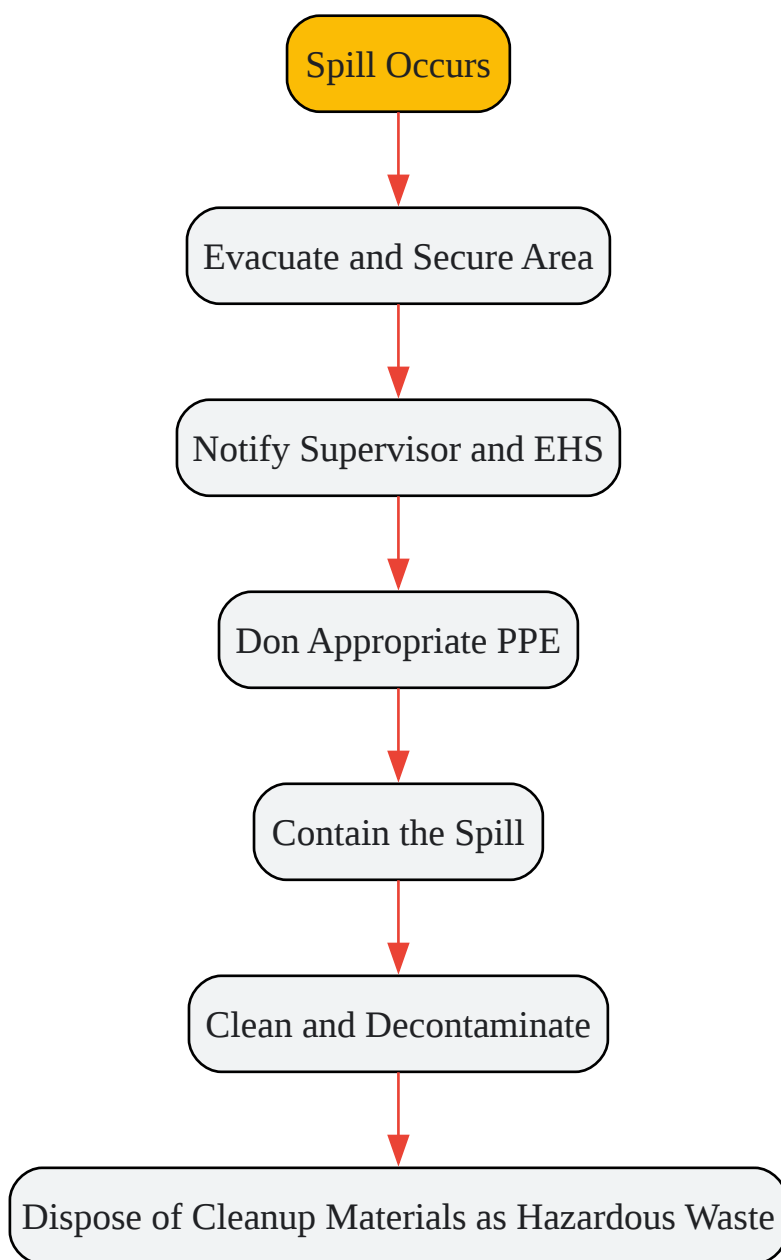 Spill Occurs
Evacuate and Secure Area
Notify Supervisor and EHS
Don Appropriate PPE
Contain the Spill
Clean and Decontaminate
Dispose of Cleanup Materials as Hazardous Waste